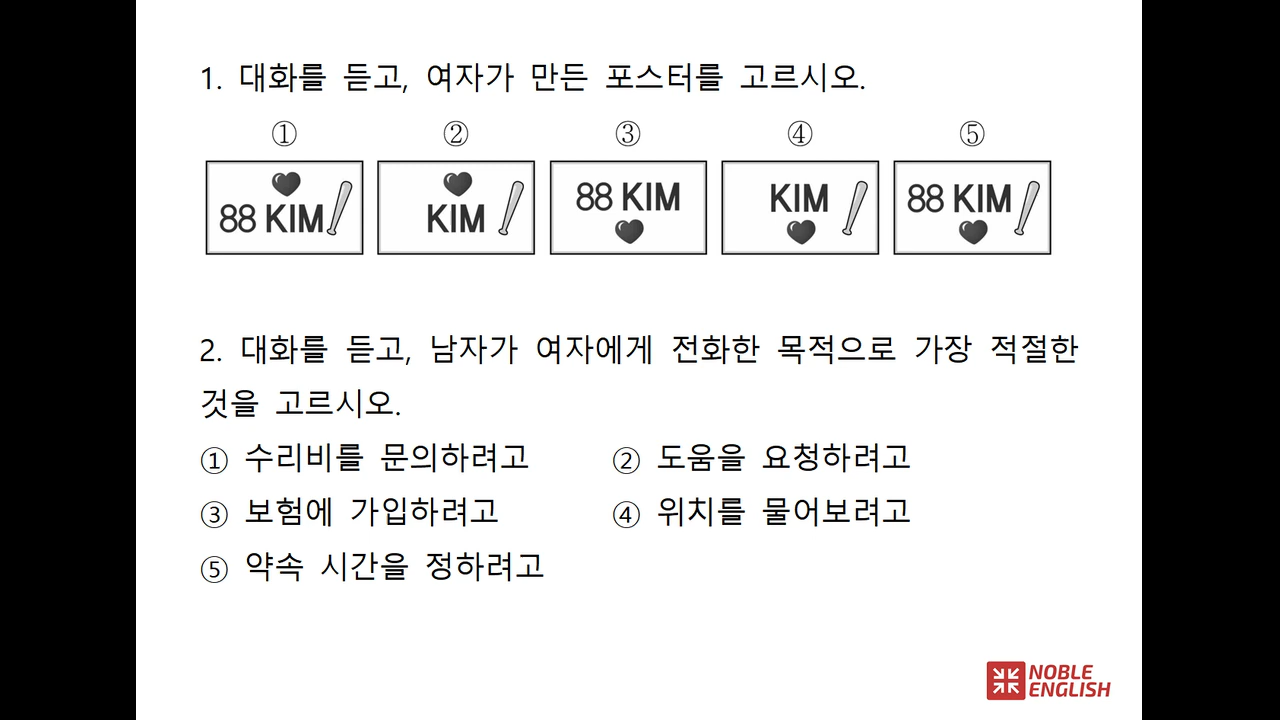 1. 대화를 듣고, 여자가 만든 포스터를 고르시오.
① ② ③ ④ ⑤
88 KIM KIM 88 KIM KIM 88 KIM
2. 대화를 듣고, 남자가 여자에게 전화한 목적으로 가장 적절한
것을 고르시오.
① 수리비를 문의하려고 ② 도움을 요청하려고
③ 보험에 가입하려고 ④ 위치를 물어보려고
⑤ 약속 시간을 정하려고
NOBLE
ENGLISH